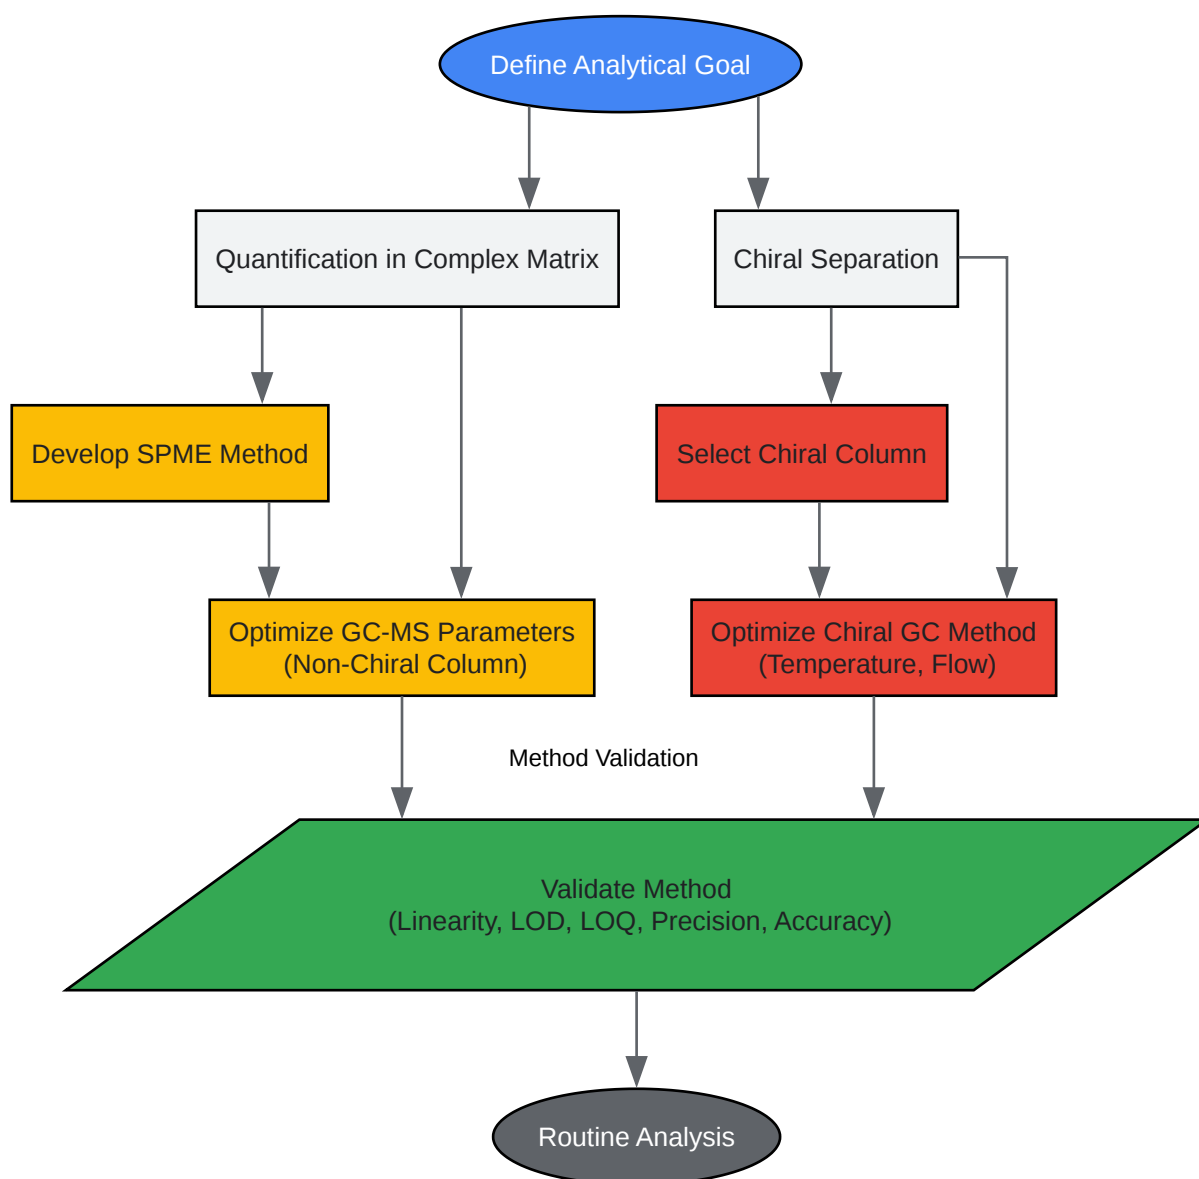 Define Analytical Goal
Quantification in Complex Matrix
Chiral Separation
Develop SPME Method
Select Chiral Column
Optimize GC-MS Parameters
(Non-Chiral Column)
Optimize Chiral GC Method
(Temperature, Flow)
Method Validation
Validate Method
(Linearity, LOD, LOQ, Precision, Accuracy)
Routine Analysis